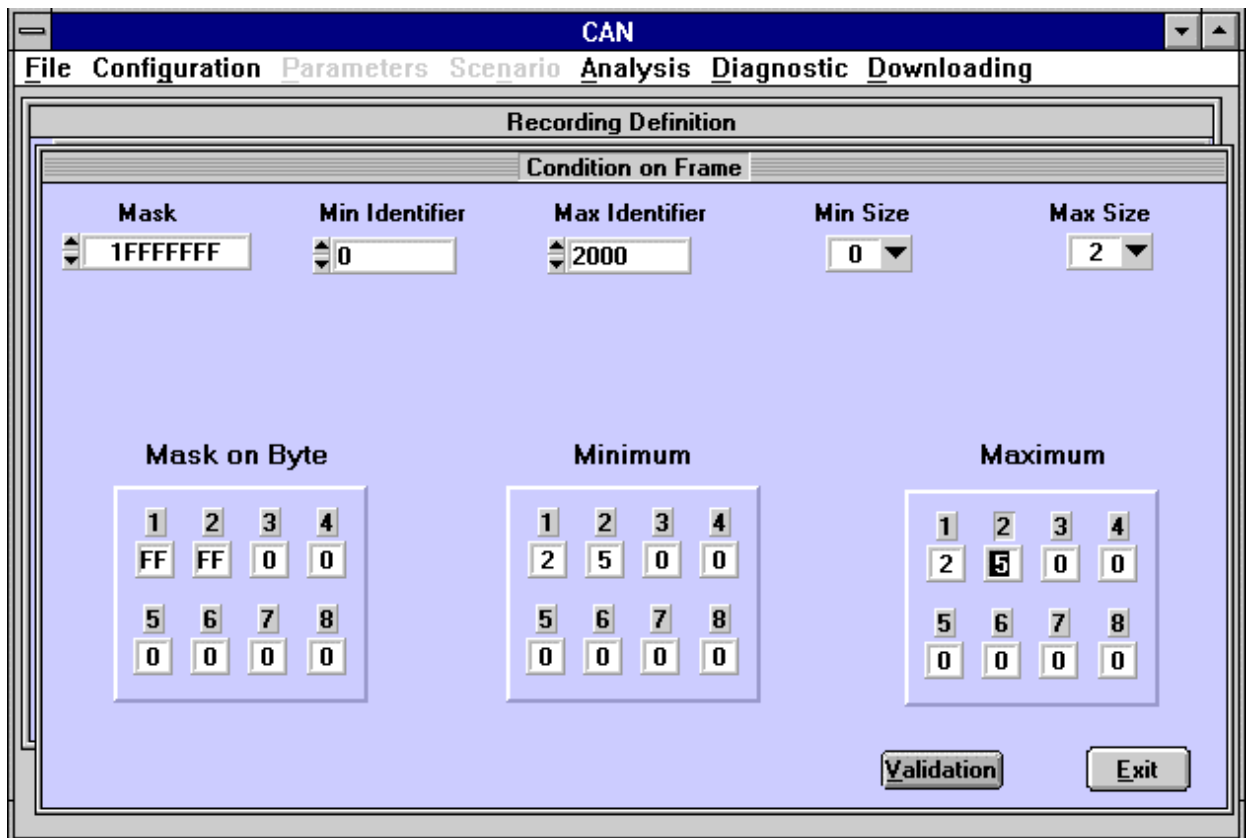 CAN
File Configuration Parameters Scenario Analysis Diagnostic Downloading
Recording Definition
Condition on Frame
Mask Min Identifier Max Identifier Min Size Max Size
1FFFFFFF 0 2000 0 2
Mask on Byte Minimum Maximum
1 2 3 4 1 2 3 4 1 2 3 4
FF FF 0 0 2 5 0 0 2 5 0 0
5 6 7 8 5 6 7 8 5 6 7 8
0 0 0 0 0 0 0 0 0 0 0 0
Validation Exit